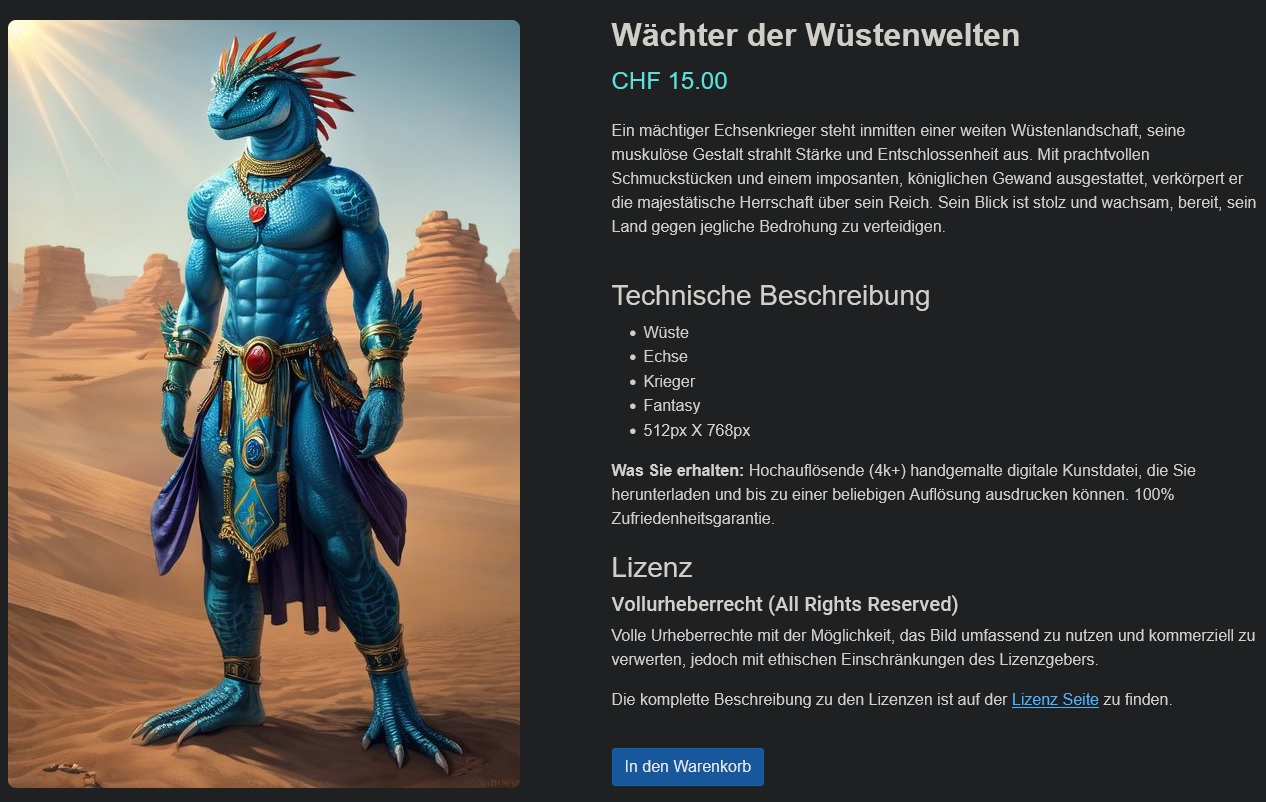 Wächter der Wüstenwelten
CHF 15.00
Ein mächtiger Echsenkrieger steht inmitten einer weiten Wüstenlandschaft, seine
muskulöse Gestalt strahlt Stärke und Entschlossenheit aus. Mit prachtvollen
Schmuckstücken und einem imposanten, königlichen Gewand ausgestattet, verkörpert er
die majestätische Herrschaft über sein Reich. Sein Blick ist stolz und wachsam, bereit, sein
Land gegen jegliche Bedrohung zu verteidigen.
Technische Beschreibung
• Wüste
• Echse
• Krieger
• Fantasy
• 512px X 768px
Was Sie erhalten: Hochauflösende (4k+) handgemalte digitale Kunstdatei, die Sie
herunterladen und bis zu einer beliebigen Auflösung ausdrucken können. 100%
Zufriedenheitsgarantie.
Lizenz
Vollurheberrecht (All Rights Reserved)
Volle Urheberrechte mit der Möglichkeit, das Bild umfassend zu nutzen und kommerziell zu
verwerten, jedoch mit ethischen Einschränkungen des Lizenzgebers.
Die komplette Beschreibung zu den Lizenzen ist auf der Lizenz Seite zu finden.
In den Warenkorb